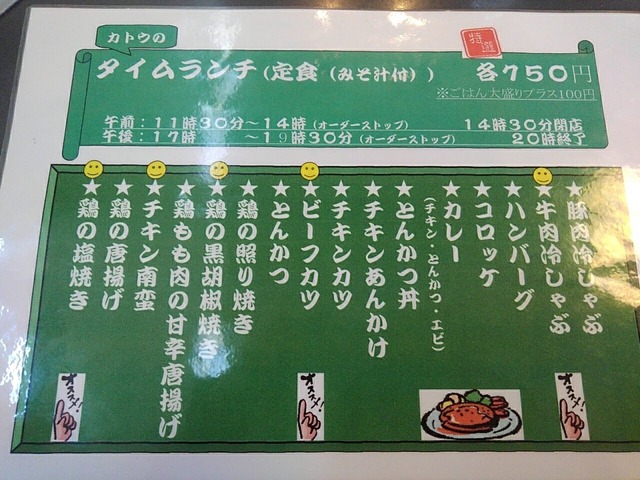 カトウの
特選
タイムランチ(定食(みそ汁付)) 各750円
※ごはん大盛りプラス100円
午前:11時30分~14時(オーダーストップ) 14時30分閉店
午後:17時 ~19時30分(オーダーストップ) 20時終了
★豚肉冷しゃぶ
★牛肉冷しゃぶ
★ハンバーグ
★コロッケ
★カレー
(チキン・とんかつ・エビ)
★とんかつ丼
★チキンあんかけ
★チキンカツ
★ビーフカツ
★とんかつ
★鶏の照り焼き
★鶏の黒胡椒焼き
★鶏もも肉の甘辛唐揚げ
★チキン南蛮
★鶏の唐揚げ
★鶏の塩焼き
オススメ!
オススメ!
オススメ!